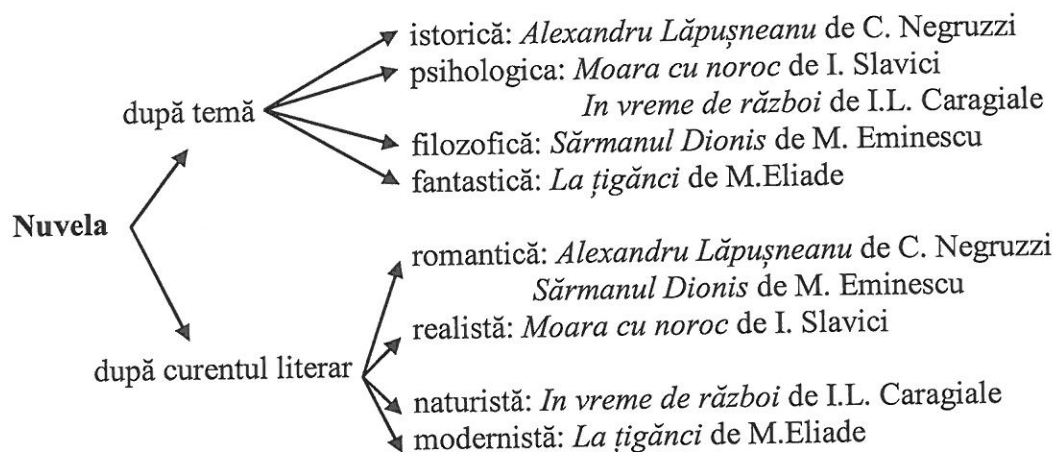 istorică: Alexandru Lăpușneanu de C. Negruzzi
psihologica: Moara cu noroc de I. Slavici
In vreme de război de I.L. Caragiale
după temă
filozofică: Sărmanul Dionis de M. Eminescu
fantastică: La țigănci de M.Eliade
Nuvela
romantică: Alexandru Lăpușneanu de C. Negruzzi
Sărmanul Dionis de M. Eminescu
realistă: Moara cu noroc de I. Slavici
după curentul literar
naturistă: In vreme de război de I.L. Caragiale
modernistă: La țigănci de M.Eliade